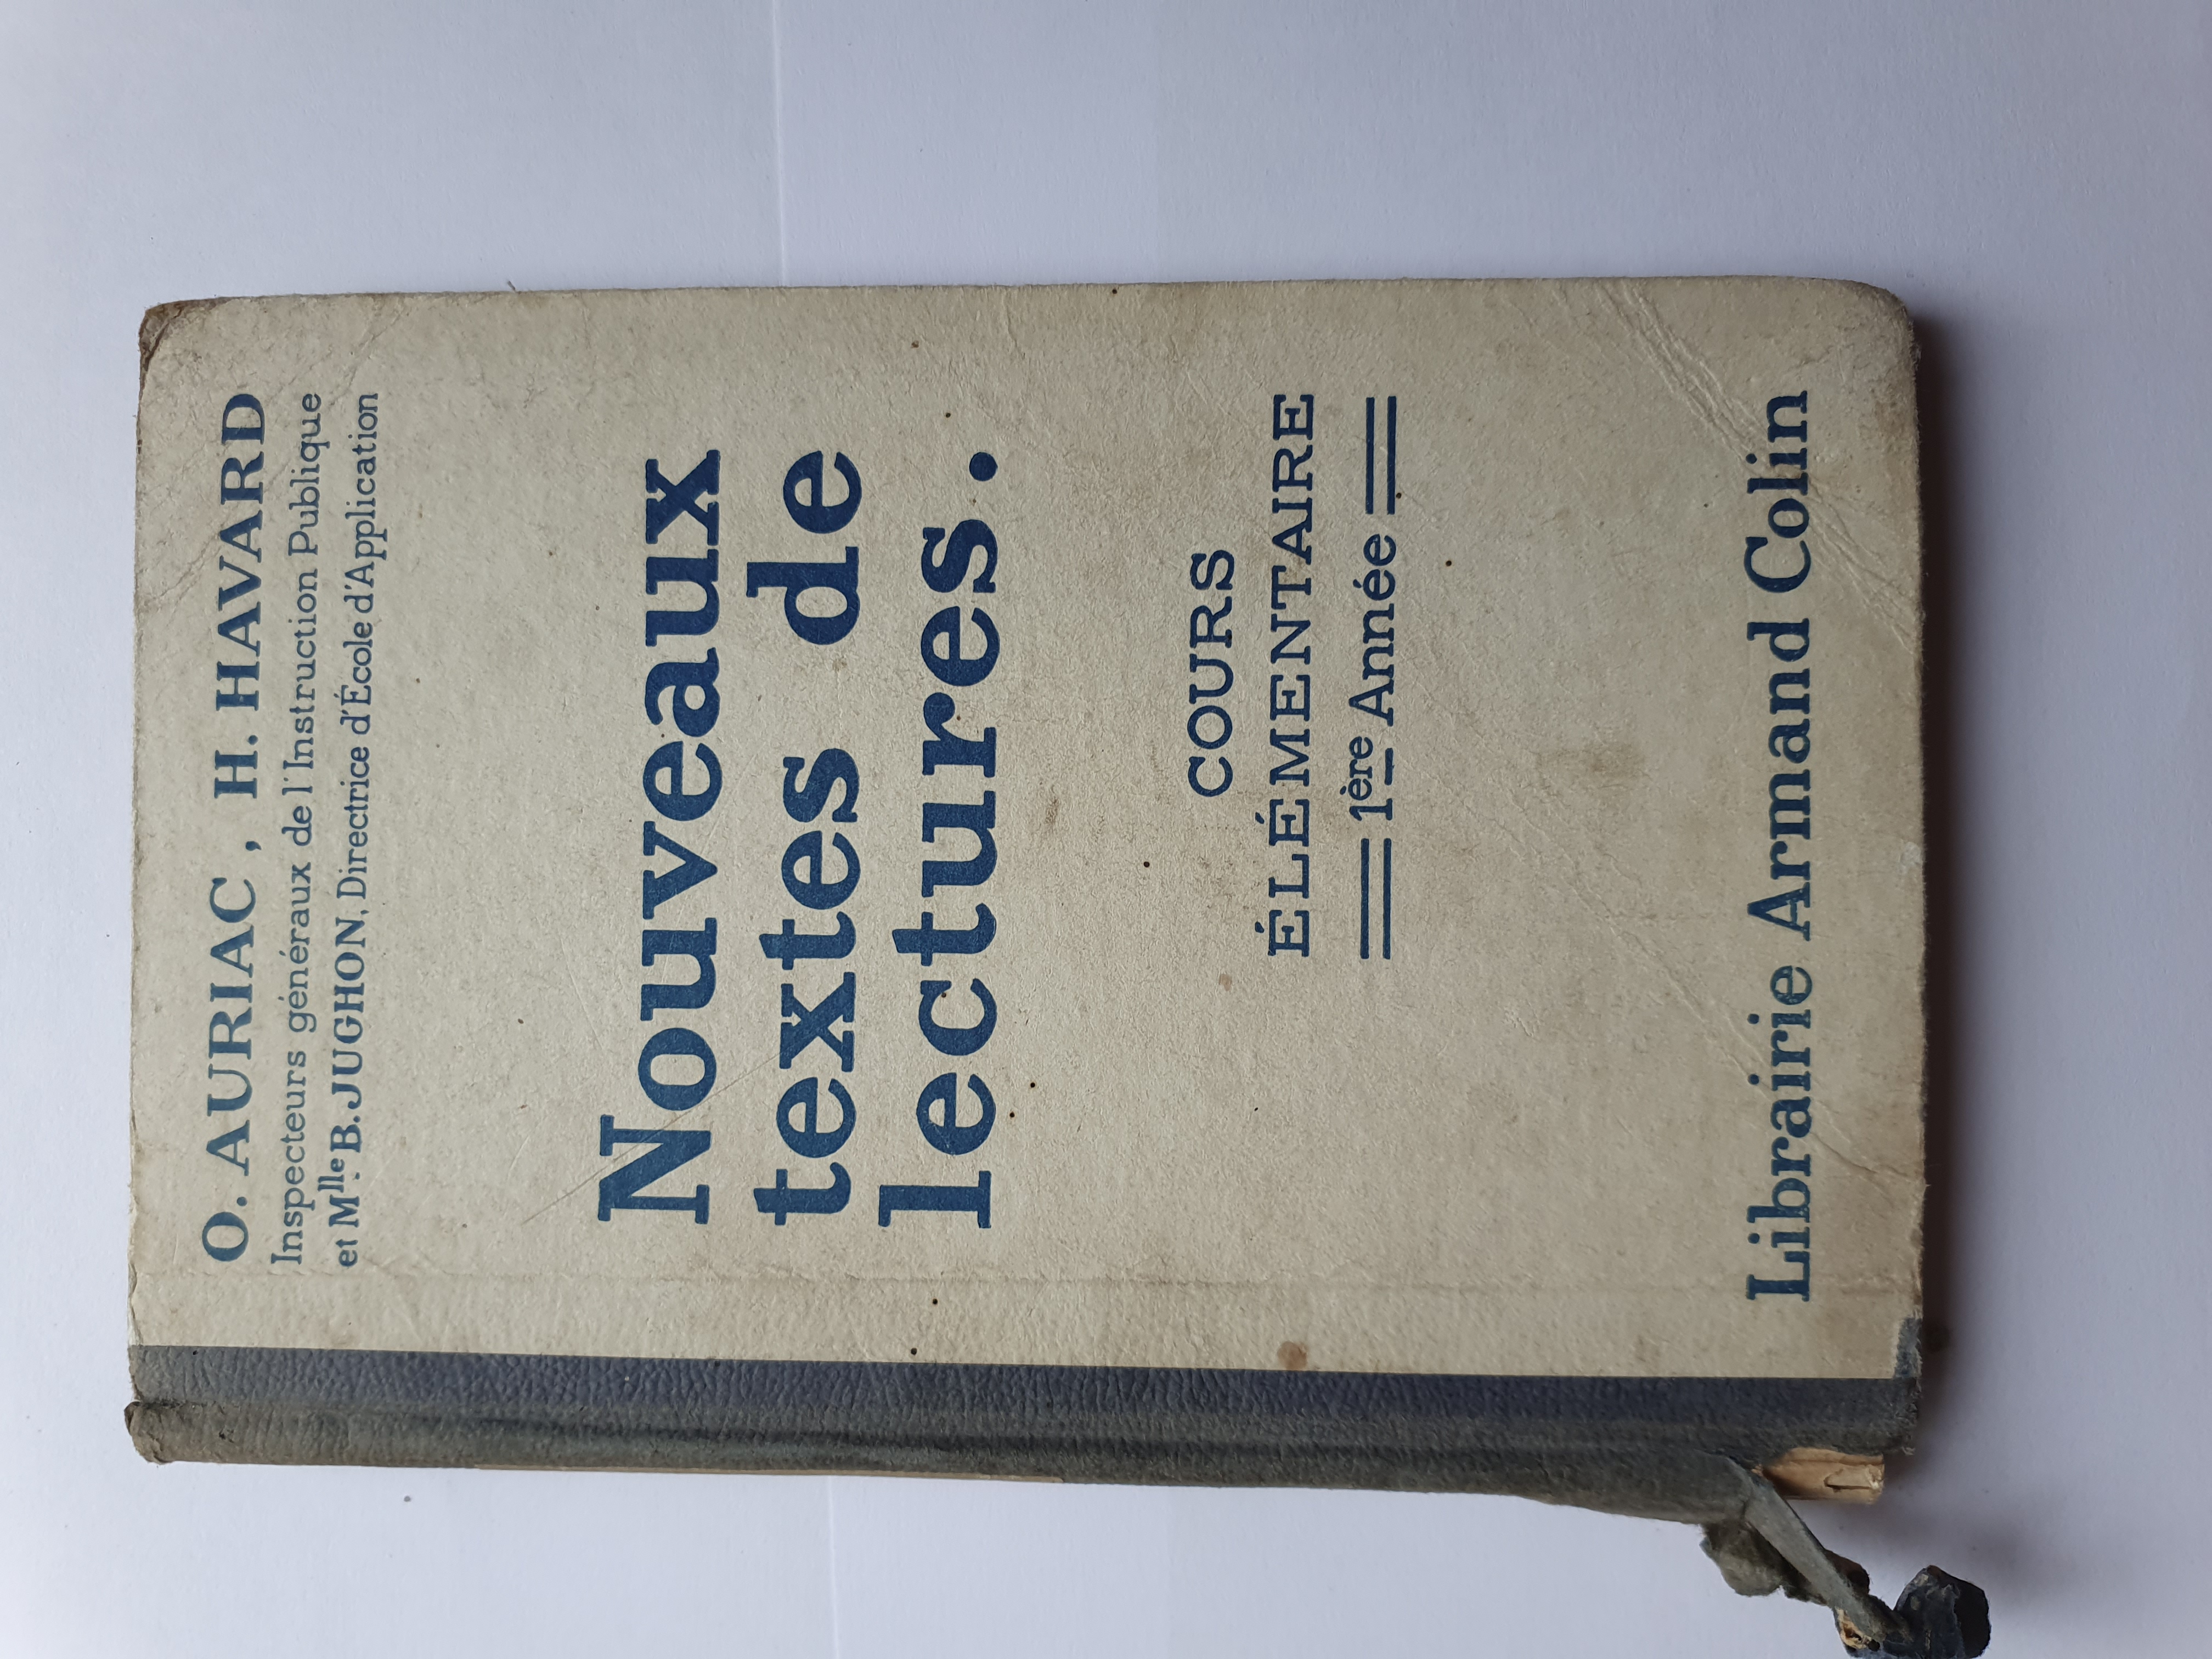 O. AURIAC, H. HAVARD
Inspecteurs généraux de l'Instruction Publique
et Mlle B. JUGHON, Directrice d'École d'Application
Nouveaux
textes de
lectures.
COURS
ÉLÉMENTAIRE
1ère Année
Librairie Armand Colin